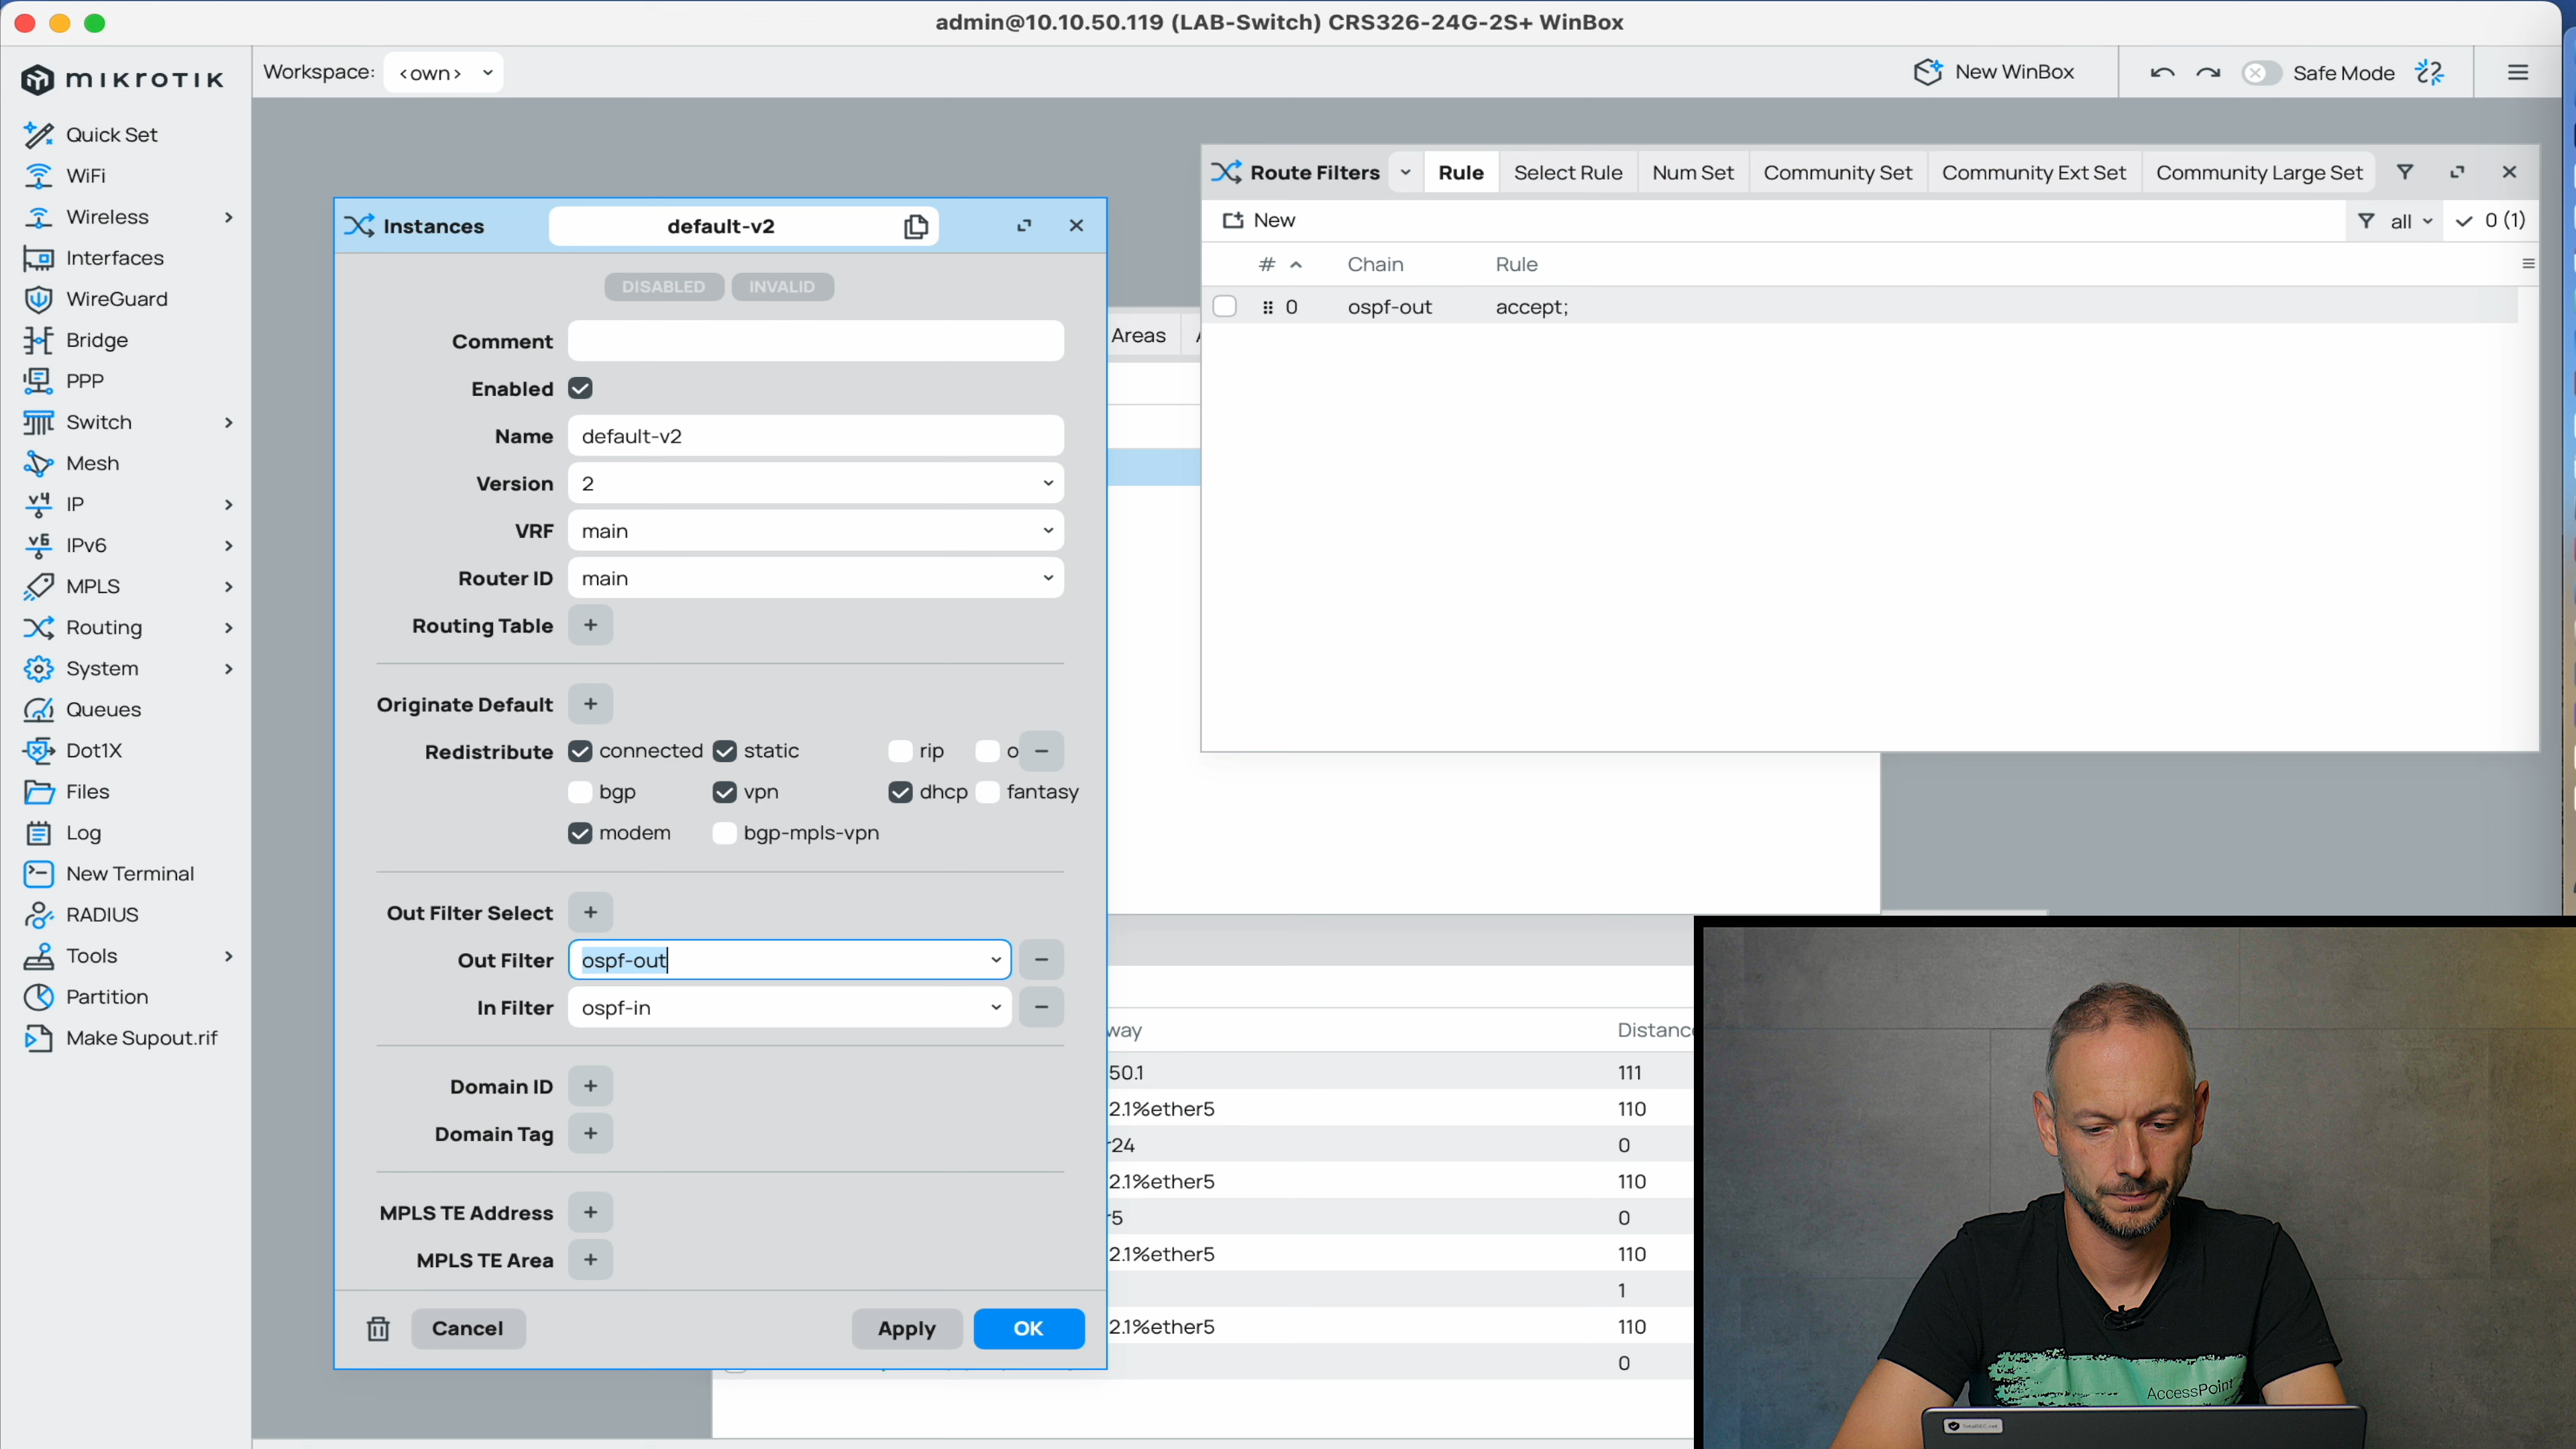 admin@10.10.50.119 (LAB-Switch) CRS326-24G-2S+ WinBox
mikrotik
Workspace: <own>
New WinBox
Safe Mode
Quick Set
WiFi
Wireless
Interfaces
WireGuard
Bridge
PPP
Switch
Mesh
IP
IPv6
MPLS
Routing
System
Queues
Dot1X
Files
Log
New Terminal
RADIUS
Tools
Partition
Make Supout.rif
Instances default-v2
DISABLED INVALID
Comment
Enabled
Name default-v2
Version 2
VRF main
Router ID main
Routing Table
Originate Default
Redistribute connected static rip o
bgp vpn dhcp fantasy
modem bgp-mpls-vpn
Out Filter Select
Out Filter ospf-out
In Filter ospf-in
Domain ID
Domain Tag
MPLS TE Address
MPLS TE Area
Cancel Apply OK
Areas
Route Filters Rule Select Rule Num Set Community Set Community Ext Set Community Large Set
New all 0 (1)
# Chain Rule
0 ospf-out accept;
way Distance
50.1 111
2.1%ether5 110
r24 0
2.1%ether5 110
r5 0
2.1%ether5 110
1
2.1%ether5 110
0
AccessPoint